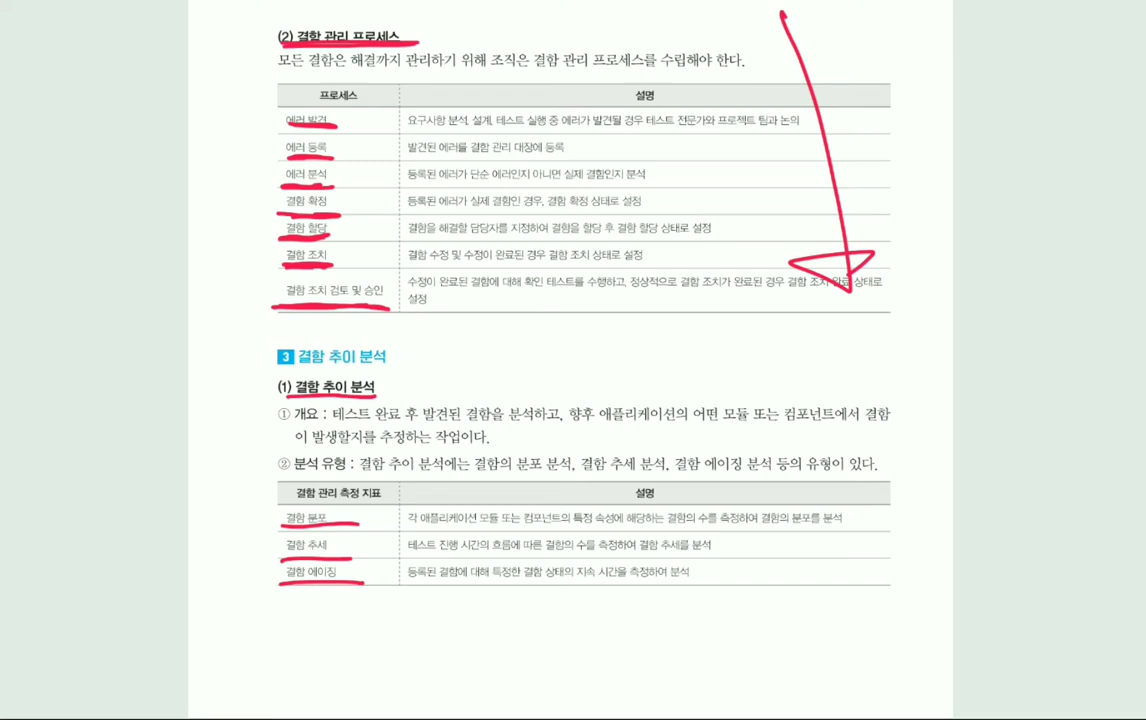 (2) 결함 관리 프로세스
모든 결함은 해결까지 관리하기 위해 조직은 결함 관리 프로세스를 수립해야 한다.
프로세스 설명
에러 발견 요구사항 분석, 설계, 테스트 실행 중 에러가 발견될 경우 테스트 전문가와 프로젝트 팀과 논의
에러 등록 발견된 에러를 결함 관리 대장에 등록
에러 분석 등록된 에러가 단순 에러인지 아니면 실제 결함인지 분석
결함 확정 등록된 에러가 실제 결함인 경우, 결함 확정 상태로 설정
결함 할당 결함을 해결할 담당자를 지정하여 결함을 할당 후 결함 할당 상태로 설정
결함 조치 결함 수정 및 수정이 완료된 경우 결함 조치 상태로 설정
결함 조치 검토 및 승인 수정이 완료된 결함에 대해 확인 테스트를 수행하고, 정상적으로 결함 조치가 완료된 경우 결함 조치 완료 상태로
설정
3 결함 추이 분석
(1) 결함 추이 분석
① 개요 : 테스트 완료 후 발견된 결함을 분석하고, 향후 애플리케이션의 어떤 모듈 또는 컴포넌트에서 결함
이 발생할지를 추정하는 작업이다.
② 분석 유형 : 결함 추이 분석에는 결함의 분포 분석, 결함 추세 분석, 결함 에이징 분석 등의 유형이 있다.
결함 관리 측정 지표 설명
결함 분포 각 애플리케이션 모듈 또는 컴포넌트의 특정 속성에 해당하는 결함의 수를 측정하여 결함의 분포를 분석
결함 추세 테스트 진행 시간의 흐름에 따른 결함의 수를 측정하여 결함 추세를 분석
결함 에이징 등록된 결함에 대해 특정한 결함 상태의 지속 시간을 측정하여 분석